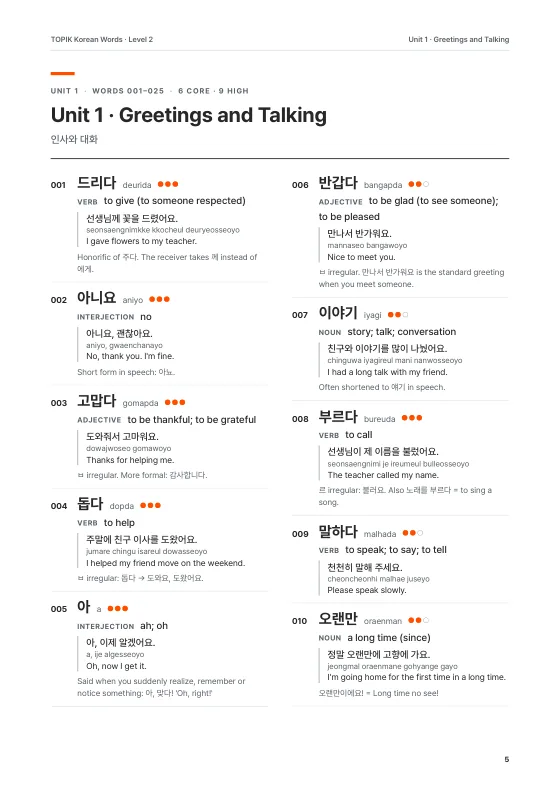 TOPIK Korean Words · Level 2
Unit 1 · Greetings and Talking
UNIT 1 · WORDS 001–025 · 6 CORE · 9 HIGH
Unit 1 · Greetings and Talking
인사와 대화
001 드리다 deurida
VERB to give (to someone respected)
선생님께 꽃을 드렸어요.
seonsaengnimkke kkocheul deuryeosseoyo
I gave flowers to my teacher.
Honorific of 주다. The receiver takes 께 instead of
에게.
002 아니요 aniyo
INTERJECTION no
아니요, 괜찮아요.
aniyo, gwaenchanayo
No, thank you. I'm fine.
Short form in speech: 아뇨.
003 고맙다 gomapda
ADJECTIVE to be thankful; to be grateful
도와줘서 고마워요.
dowajwoseo gomawoyo
Thanks for helping me.
ㅂ irregular. More formal: 감사합니다.
004 돕다 dopda
VERB to help
주말에 친구 이사를 도왔어요.
jumare chingu isareul dowasseoyo
I helped my friend move on the weekend.
ㅂ irregular: 돕다 → 도와요, 도왔어요.
005 아 a
INTERJECTION ah; oh
아, 이제 알겠어요.
a, ije algesseoyo
Oh, now I get it.
Said when you suddenly realize, remember or
notice something: 아, 맞다! 'Oh, right!'
006 반갑다 bangapda
ADJECTIVE to be glad (to see someone);
to be pleased
만나서 반가워요.
mannaseo bangawoyo
Nice to meet you.
ㅂ irregular. 만나서 반가워요 is the standard greeting
when you meet someone.
007 이야기 iyagi
NOUN story; talk; conversation
친구와 이야기를 많이 나눴어요.
chinguwa iyagireul mani nanwosseoyo
I had a long talk with my friend.
Often shortened to 얘기 in speech.
008 부르다 bureuda
VERB to call
선생님이 제 이름을 불렀어요.
seonsaengnimi je ireumeul bulleosseoyo
The teacher called my name.
르 irregular: 불러요. Also 노래를 부르다 = to sing a
song.
009 말하다 malhada
VERB to speak; to say; to tell
천천히 말해 주세요.
cheoncheonhi malhae juseyo
Please speak slowly.
010 오랜만 oraenman
NOUN a long time (since)
정말 오랜만에 고향에 가요.
jeongmal oraenmane gohyange gayo
I'm going home for the first time in a long time.
오랜만이에요! = Long time no see!
5